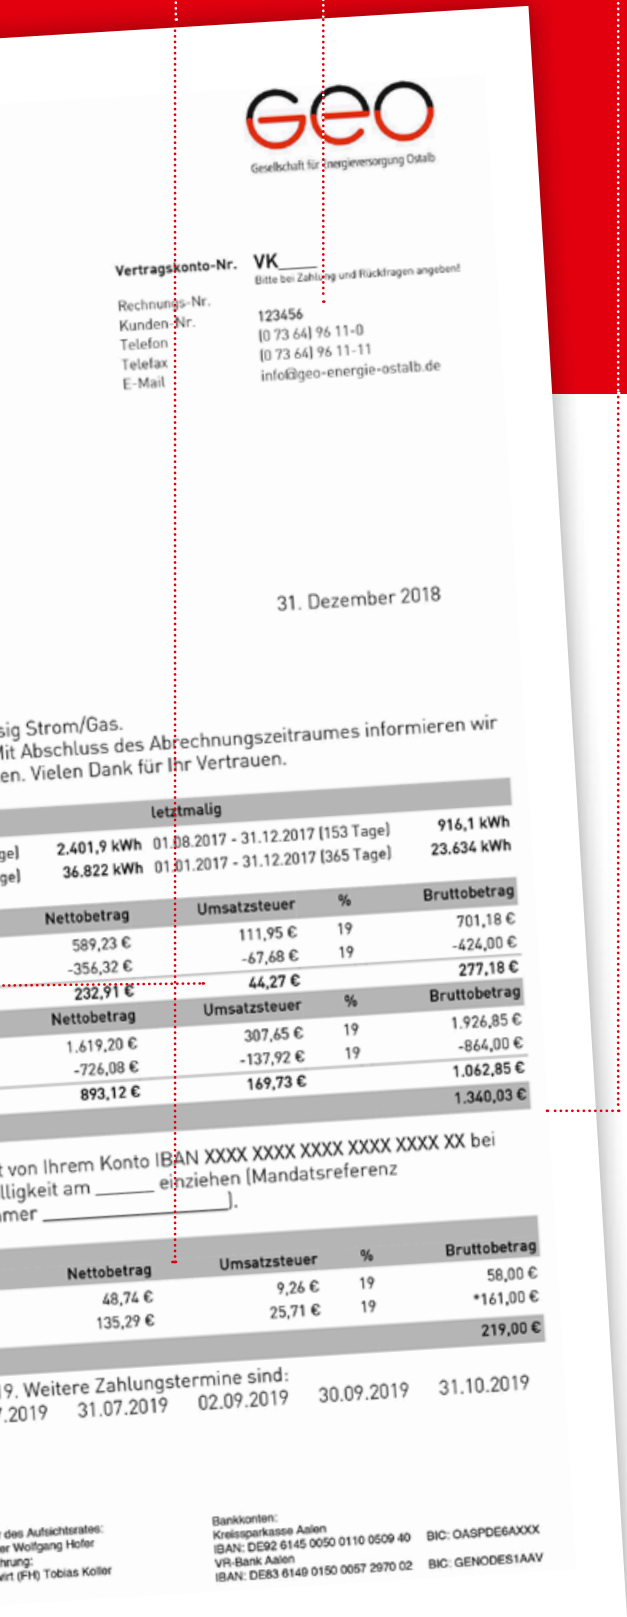 GEO
Gesellschaft für Energieversorgung Ostalb
Vertragskonto-Nr. VK____
Bitte bei Zahlung und Rückfragen angeben!
Rechnungs-Nr.
Kunden-Nr. 123456
Telefon (0 73 64) 96 11-0
Telefax (0 73 64) 96 11-11
E-Mail info@geo-energie-ostalb.de
31. Dezember 2018
sig Strom/Gas.
Mit Abschluss des Abrechnungszeitraumes informieren wir
en. Vielen Dank für Ihr Vertrauen.
letztmalig
ge) 2.401,9 kWh 01.08.2017 - 31.12.2017 (153 Tage) 916,1 kWh
ge) 36.822 kWh 01.01.2017 - 31.12.2017 (365 Tage) 23.634 kWh
Nettobetrag Umsatzsteuer % Bruttobetrag
589,23 € 111,95 € 19 701,18 €
-356,32 € -67,68 € 19 -424,00 €
232,91 € 44,27 € 277,18 €
Nettobetrag Umsatzsteuer % Bruttobetrag
1.619,20 € 307,65 € 19 1.926,85 €
-726,08 € -137,92 € 19 -864,00 €
893,12 € 169,73 € 1.062,85 €
1.340,03 €
t von Ihrem Konto IBAN XXXX XXXX XXXX XXXX XXXX XX bei
lligkeit am ______ einziehen (Mandatsreferenz
mer ____________________).
Nettobetrag Umsatzsteuer % Bruttobetrag
48,74 € 9,26 € 19 58,00 €
135,29 € 25,71 € 19 *161,00 €
219,00 €
19. Weitere Zahlungstermine sind:
7.2019 31.07.2019 02.09.2019 30.09.2019 31.10.2019
des Aufsichtsrates:
er Wolfgang Hofer
hrung:
wirt (FH) Tobias Koller
Bankkonten:
Kreissparkasse Aalen
IBAN: DE92 6145 0050 0110 0509 40 BIC: OASPDE6AXXX
VR-Bank Aalen
IBAN: DE83 6149 0150 0057 2970 02 BIC: GENODES1AAV